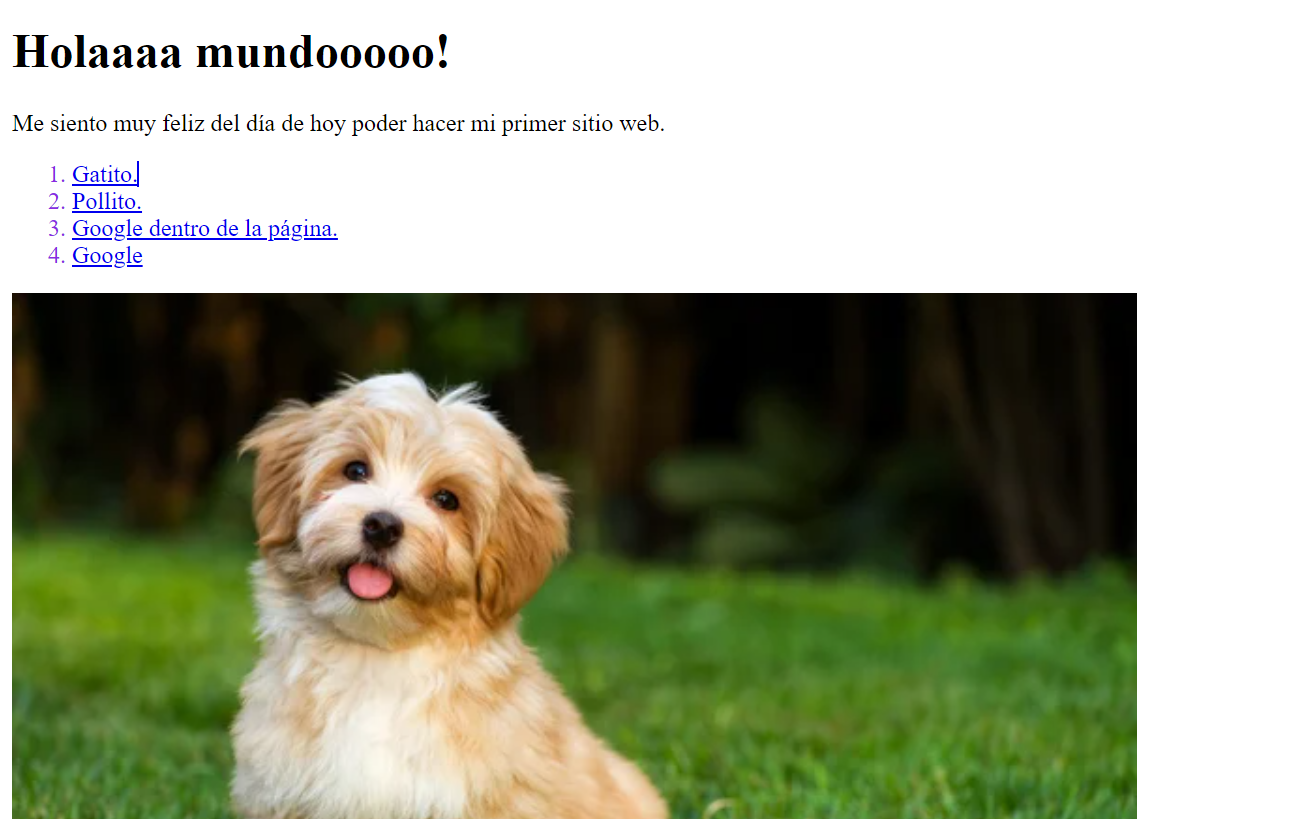 Holaaaa mundooooo!
Me siento muy feliz del día de hoy poder hacer mi primer sitio web.
1. Gatito.
2. Pollito.
3. Google dentro de la página.
4. Google